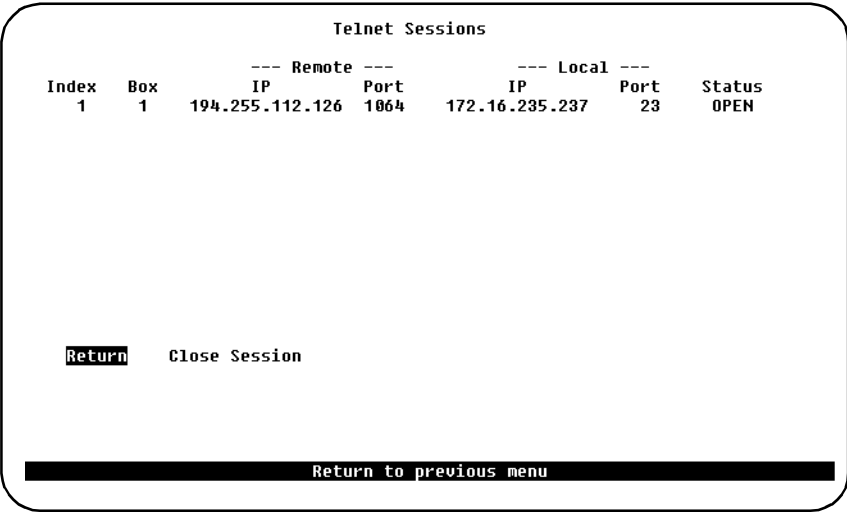 Telnet Sessions
--- Remote --- --- Local ---
Index Box IP Port IP Port Status
1 1 194.255.112.126 1064 172.16.235.237 23 OPEN
Return Close Session
Return to previous menu